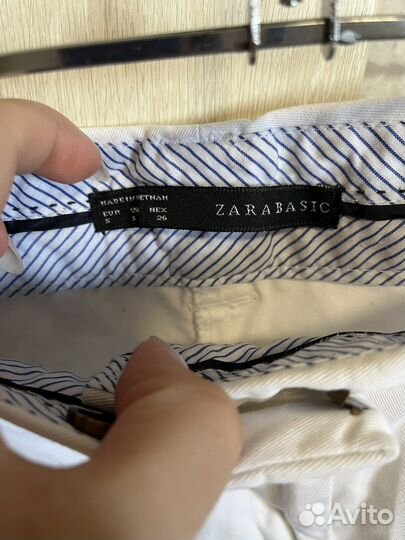 MADE IN VIETNAM
EUR US MEX
S S 26
ZARABASIC
Avito